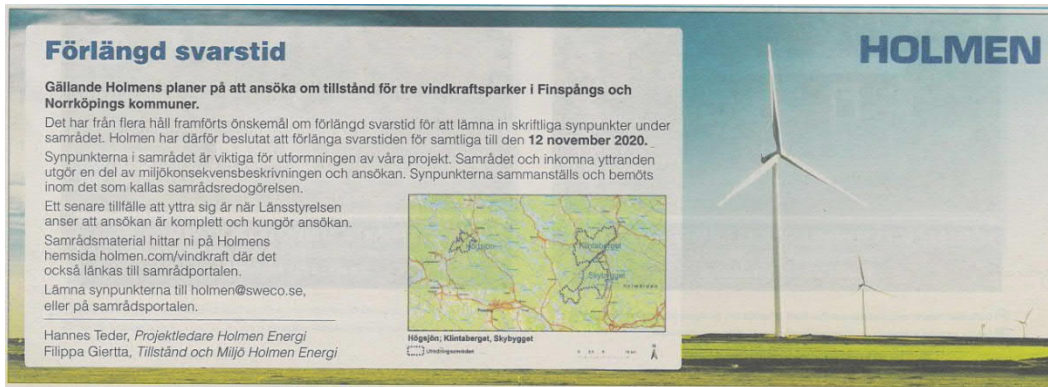 Förlängd svarstid
HOLMEN
Gällande Holmens planer på att ansöka om tillstånd för tre vindkraftsparker i Finspångs och
Norrköpings kommuner.
Det har från flera håll framförts önskemål om förlängd svarstid för att lämna in skriftliga synpunkter under
samrådet. Holmen har därför beslutat att förlänga svarstiden för samtliga till den 12 november 2020.
Synpunkterna i samrådet är viktiga för utformningen av våra projekt. Samrådet och inkomna yttranden
utgör en del av miljökonsekvensbeskrivningen och ansökan. Synpunkterna sammanställs och bemöts
inom det som kallas samrådsredogörelsen.
Ett senare tillfälle att yttra sig är när Länsstyrelsen
anser att ansökan är komplett och kungör ansökan.
Samrådsmaterial hittar ni på Holmens
hemsida holmen.com/vindkraft där det
också länkas till samrådportalen.
Lämna synpunkterna till holmen@sweco.se,
eller på samrådsportalen.
Hannes Teder, Projektledare Holmen Energi
Filippa Giertta, Tillstånd och Miljö Holmen Energi
Högsjön
Klintaberget
Skybygget
Högsjön; Klintaberget, Skybygget
Utredningsområden